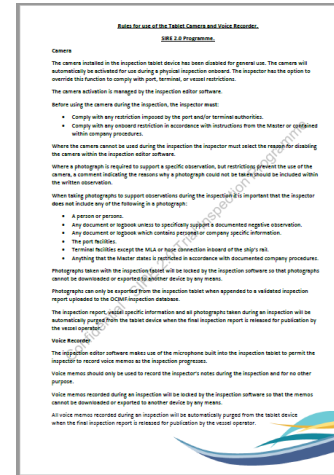 Rules for use of the Tablet Camera and Voice Recorder.
SIRE 2.0 Programme.
Camera
The camera installed in the inspection tablet device has been disabled for general use. The camera will
automatically be activated for use during a physical inspection onboard. The inspector has the option to
override this function to comply with port, terminal, or vessel restrictions.
The camera activation is managed by the inspection editor software.
Before using the camera during the inspection, the inspector must:
• Comply with any restriction imposed by the port and/or terminal authorities.
• Comply with any onboard restriction in accordance with instructions from the Master or contained
within company procedures.
Where the camera cannot be used during the inspection the inspector must select the reason for disabling
the camera within the inspection editor software.
Where a photograph is required to support a specific observation, but restrictions prevent the use of the
camera, a comment indicating the reasons why a photograph could not be taken should be included within
the written observation.
When taking photographs to support observations during the inspection it is important that the inspector
does not include any of the following in a photograph:
• A person or persons.
• Any document or logbook unless to specifically support a documented negative observation.
• Any document or logbook which contains personal or company specific information.
• The port facilities.
• Terminal facilities except the MLA or hose connection inboard of the ship's rail.
• Anything that the Master states is restricted in accordance with documented company procedures.
Photographs taken with the inspection tablet will be locked by the inspection software so that photographs
cannot be downloaded or exported to another device by any means.
Photographs can only be exported from the inspection tablet when appended to a validated inspection
report uploaded to the OCIMF inspection database.
The inspection report, vessel specific information and all photographs taken during an inspection will be
automatically purged from the tablet device when the final inspection report is released for publication by
the vessel operator.
Voice Recorder
The inspection editor software makes use of the microphone built into the inspection tablet to permit the
inspector to record voice memos as the inspection progresses.
Voice memos should only be used to record the inspector's notes during the inspection and for no other
purpose.
Voice memos recorded during an inspection will be locked by the inspection software so that the memos
cannot be downloaded or exported to another device by any means.
All voice memos recorded during an inspection will be automatically purged from the tablet device
when the final inspection report is released for publication by the vessel operator.